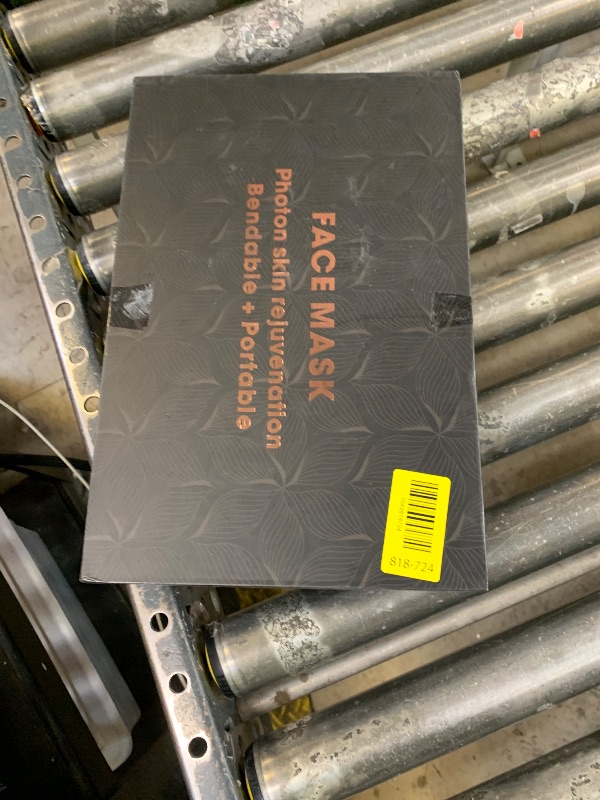 FACE MASK
Photon skin rejuvenation
Bendable + Portable
818-724